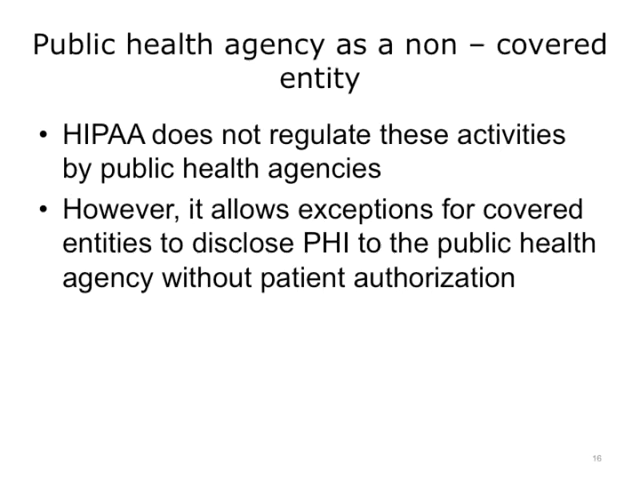 Public health agency as a non – covered
entity
• HIPAA does not regulate these activities
by public health agencies
• However, it allows exceptions for covered
entities to disclose PHI to the public health
agency without patient authorization
16